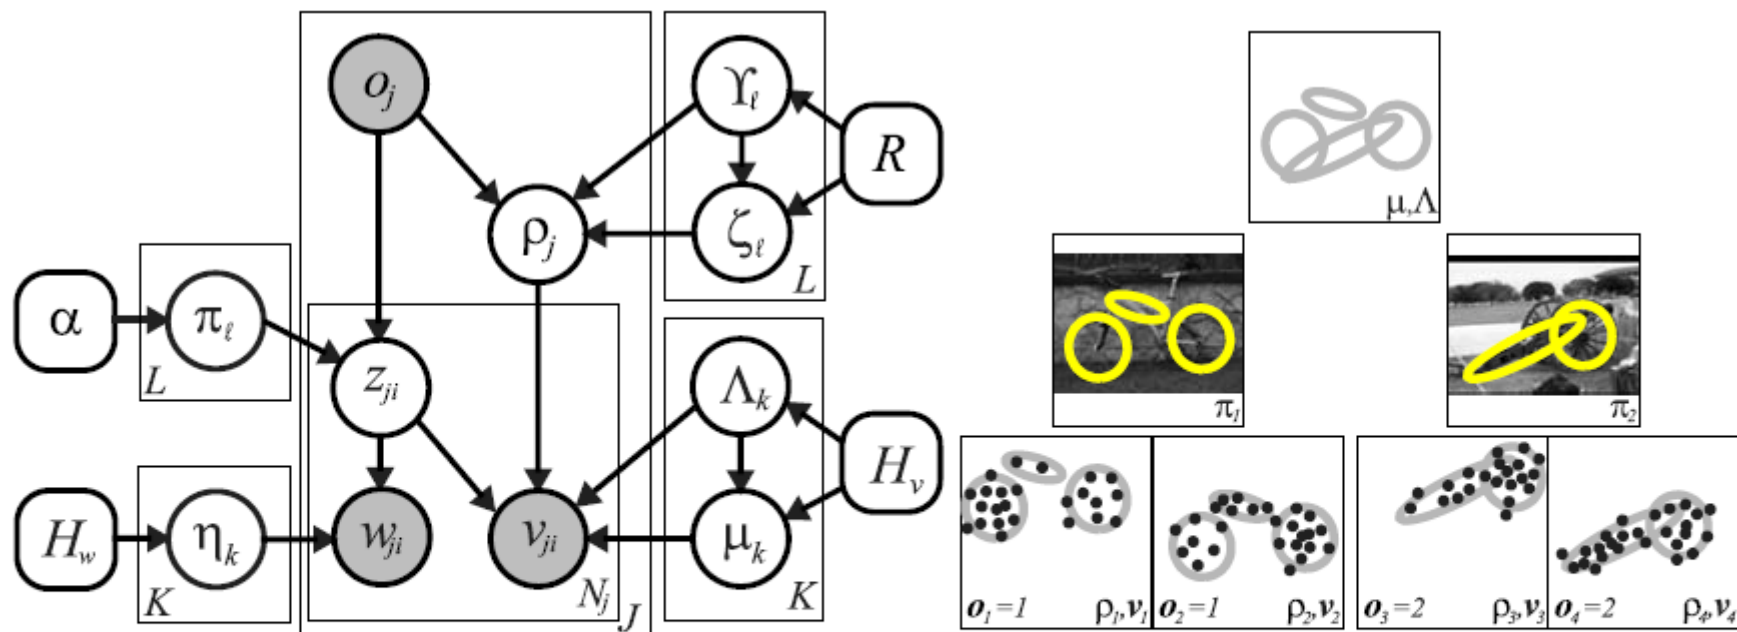 o_j
ϒ_ℓ
R
ρ_j
ζ_ℓ
L
α
π_ℓ
L
z_ji
Λ_k
H_v
H_w
η_k
K
w_ji
v_ji
N_j
J
μ_k
K
μ,Λ
π_1
π_2
o_1=1 ρ_1,v_1
o_2=1 ρ_2,v_2
o_3=2 ρ_3,v_3
o_4=2 ρ_4,v_4